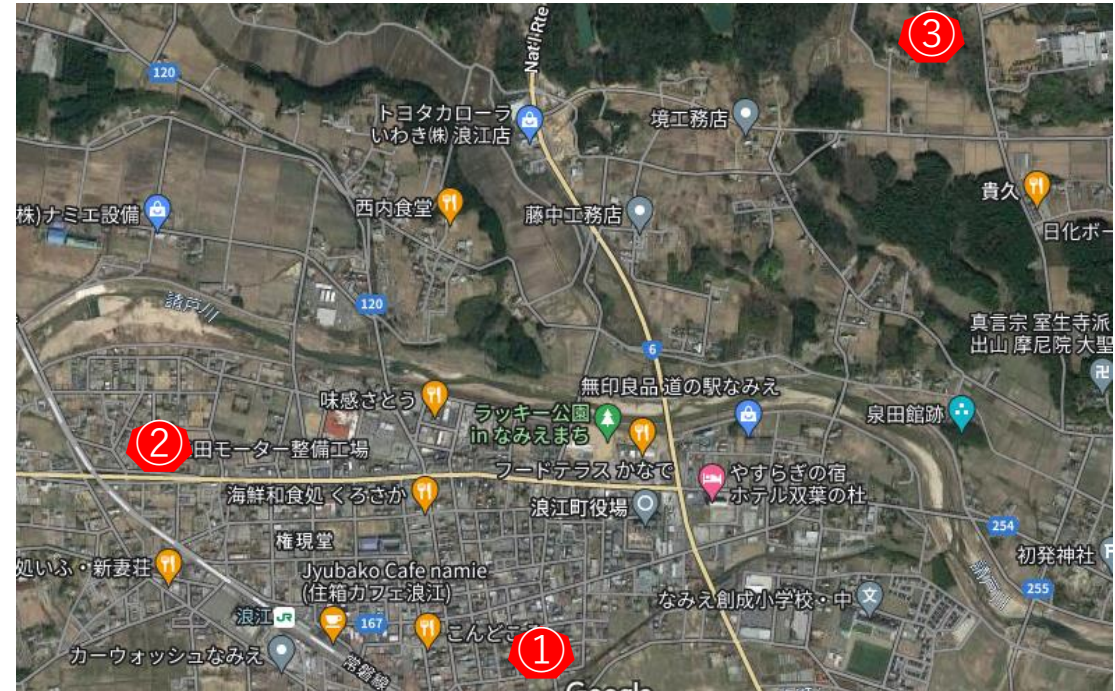 Nat'l Rte
③
120
トヨタカローラ
いわき㈱ 浪江店
境工務店
貴久
株)ナミエ設備
西内食堂
藤中工務店
日化ボー
請戸川
120
真言宗 室生寺派
出山 摩尼院 大聖
6
無印良品 道の駅なみえ
味感さとう
ラッキー公園
in なみえまち
泉田館跡
②
田モーター整備工場
フードテラス かなで
やすらぎの宿
ホテル双葉の杜
海鮮和食処 くろさか
浪江町役場
254
権現堂
初発神社
処いふ・新妻荘
Jyubako Cafe namie
(住箱カフェ浪江)
請戸川
255
なみえ創成小学校・中
浪江
JR
167
こんどこ
①
カーウォッシュなみえ
常磐線
Google